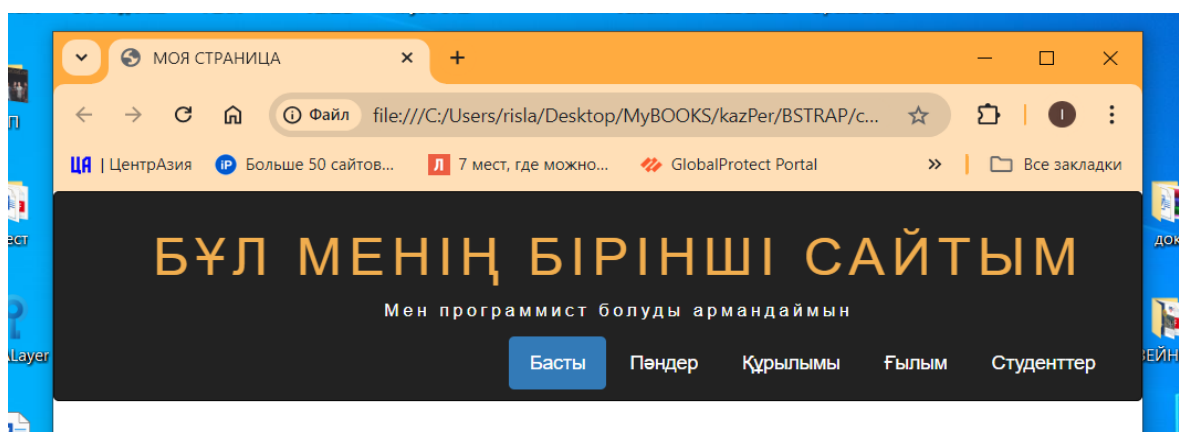 МОЯ СТРАНИЦА
Файл file:///C:/Users/risla/Desktop/MyBOOKS/kazPer/BSTRAP/c...
ЦА | ЦентрАзия iP Больше 50 сайтов... Л 7 мест, где можно... GlobalProtect Portal » Все закладки
БҰЛ МЕНІҢ БІРІНШІ САЙТЫМ
Мен программист болуды армандаймын
Басты Пәндер Құрылымы Ғылым Студенттер